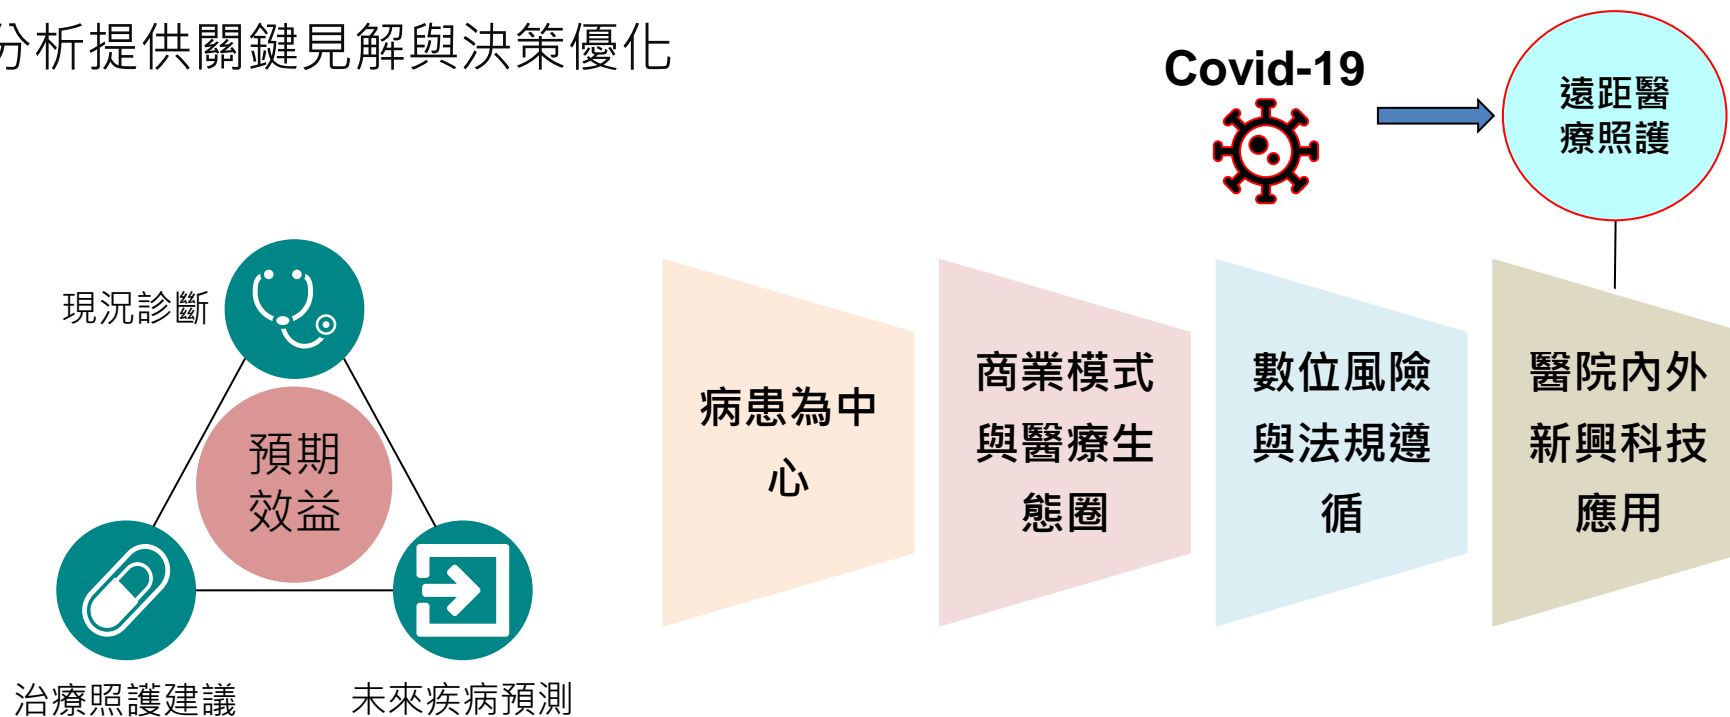 分析提供關鍵見解與決策優化
Covid-19
遠距醫
療照護
現況診斷
預期
效益
治療照護建議
未來疾病預測
病患為中
心
商業模式
與醫療生
態圈
數位風險
與法規遵
循
醫院內外
新興科技
應用